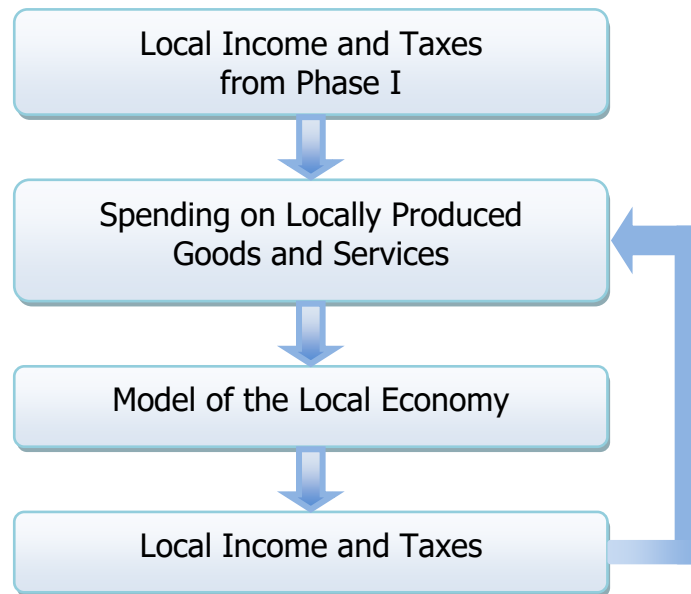 Local Income and Taxes
from Phase I
Spending on Locally Produced
Goods and Services
Model of the Local Economy
Local Income and Taxes